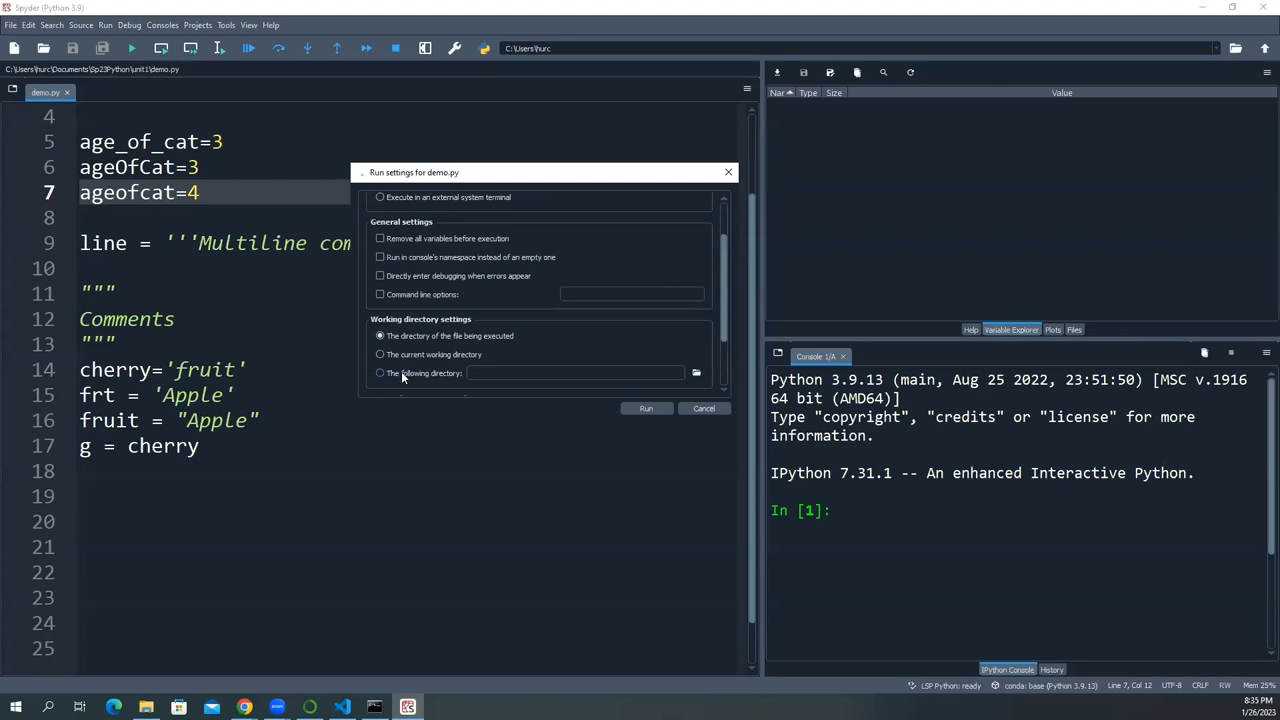 Spyder (Python 3.9)
File Edit Search Source Run Debug Consoles Projects Tools View Help
C:\Users\hurc
C:\Users\hurc\Documents\Sp23Python\unit1\demo.py
demo.py
4
5 age_of_cat=3
6 ageOfCat=3
7 ageofcat=4
8
9 line = '''Multiline com
10
11 """
12 Comments
13 """
14 cherry='fruit'
15 frt = 'Apple'
16 fruit = "Apple"
17 g = cherry
18
19
20
21
22
23
24
25
Run settings for demo.py
Execute in an external system terminal
General settings
Remove all variables before execution
Run in console's namespace instead of an empty one
Directly enter debugging when errors appear
Command line options:
Working directory settings
The directory of the file being executed
The current working directory
The following directory:
Run Cancel
Nar Type Size Value
Help Variable Explorer Plots Files
Console 1/A
Python 3.9.13 (main, Aug 25 2022, 23:51:50) [MSC v.1916
64 bit (AMD64)]
Type "copyright", "credits" or "license" for more
information.
IPython 7.31.1 -- An enhanced Interactive Python.
In [1]:
IPython Console History
LSP Python: ready conda: base (Python 3.9.13) Line 7, Col 12 UTF-8 CRLF RW Mem 25%
8:35 PM
1/26/2023